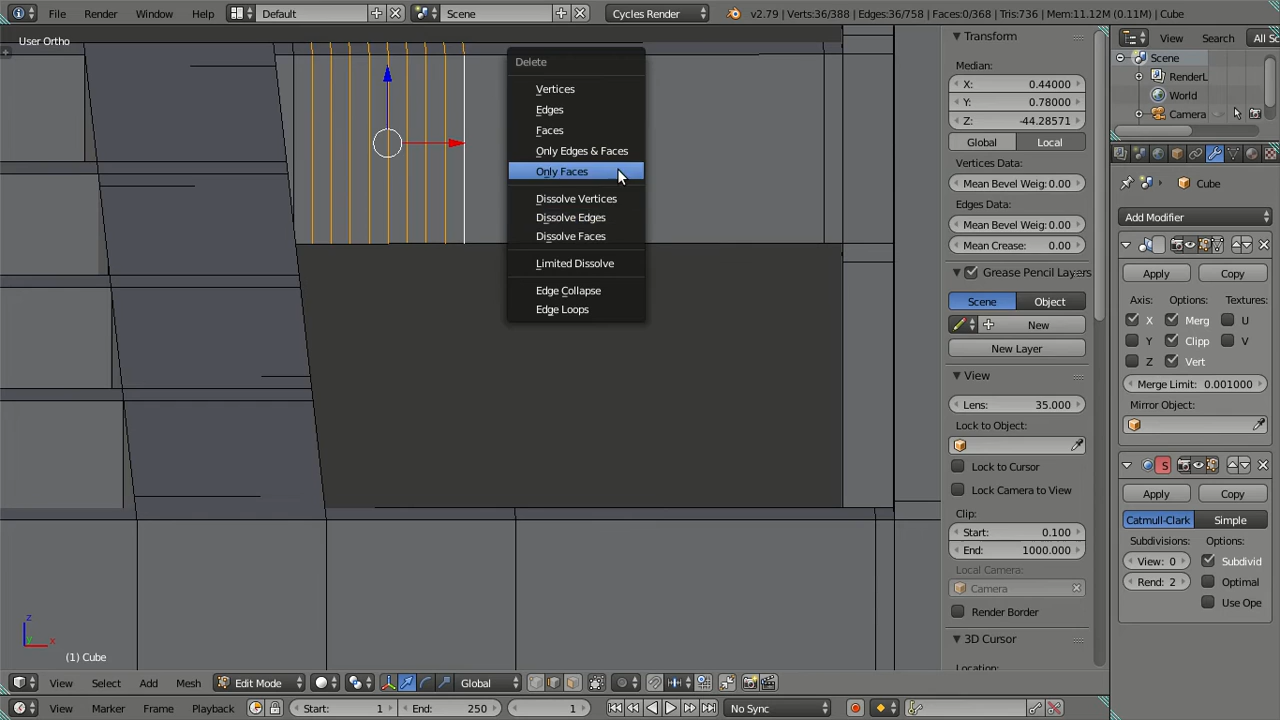 File Render Window Help Default Scene Cycles Render v2.79 | Verts:36/388 | Edges:36/758 | Faces:0/368 | Tris:736 | Mem:11.12M (0.11M) | Cube
User Ortho
Delete
Vertices
Edges
Faces
Only Edges & Faces
Only Faces
Dissolve Vertices
Dissolve Edges
Dissolve Faces
Limited Dissolve
Edge Collapse
Edge Loops
z
y x
(1) Cube
Transform
Median:
X: 0.44000
Y: 0.78000
Z: -44.28571
Global Local
Vertices Data:
Mean Bevel Weig: 0.00
Edges Data:
Mean Bevel Weig: 0.00
Mean Crease: 0.00
Grease Pencil Layers
Scene Object
New
New Layer
View
Lens: 35.000
Lock to Object:
Lock to Cursor
Lock Camera to View
Clip:
Start: 0.100
End: 1000.000
Local Camera:
Camera
Render Border
3D Cursor
Location:
View Search All Sc
Scene
RenderL
World
Camera
Cube
Add Modifier
Apply Copy
Axis: Options: Textures:
X Merg U
Y Clipp V
Z Vert
Merge Limit: 0.001000
Mirror Object:
S
Apply Copy
Catmull-Clark Simple
Subdivisions: Options:
View: 0 Subdivid
Rend: 2 Optimal
Use Ope
View Select Add Mesh Edit Mode Global
View Marker Frame Playback Start: 1 End: 250 1 No Sync